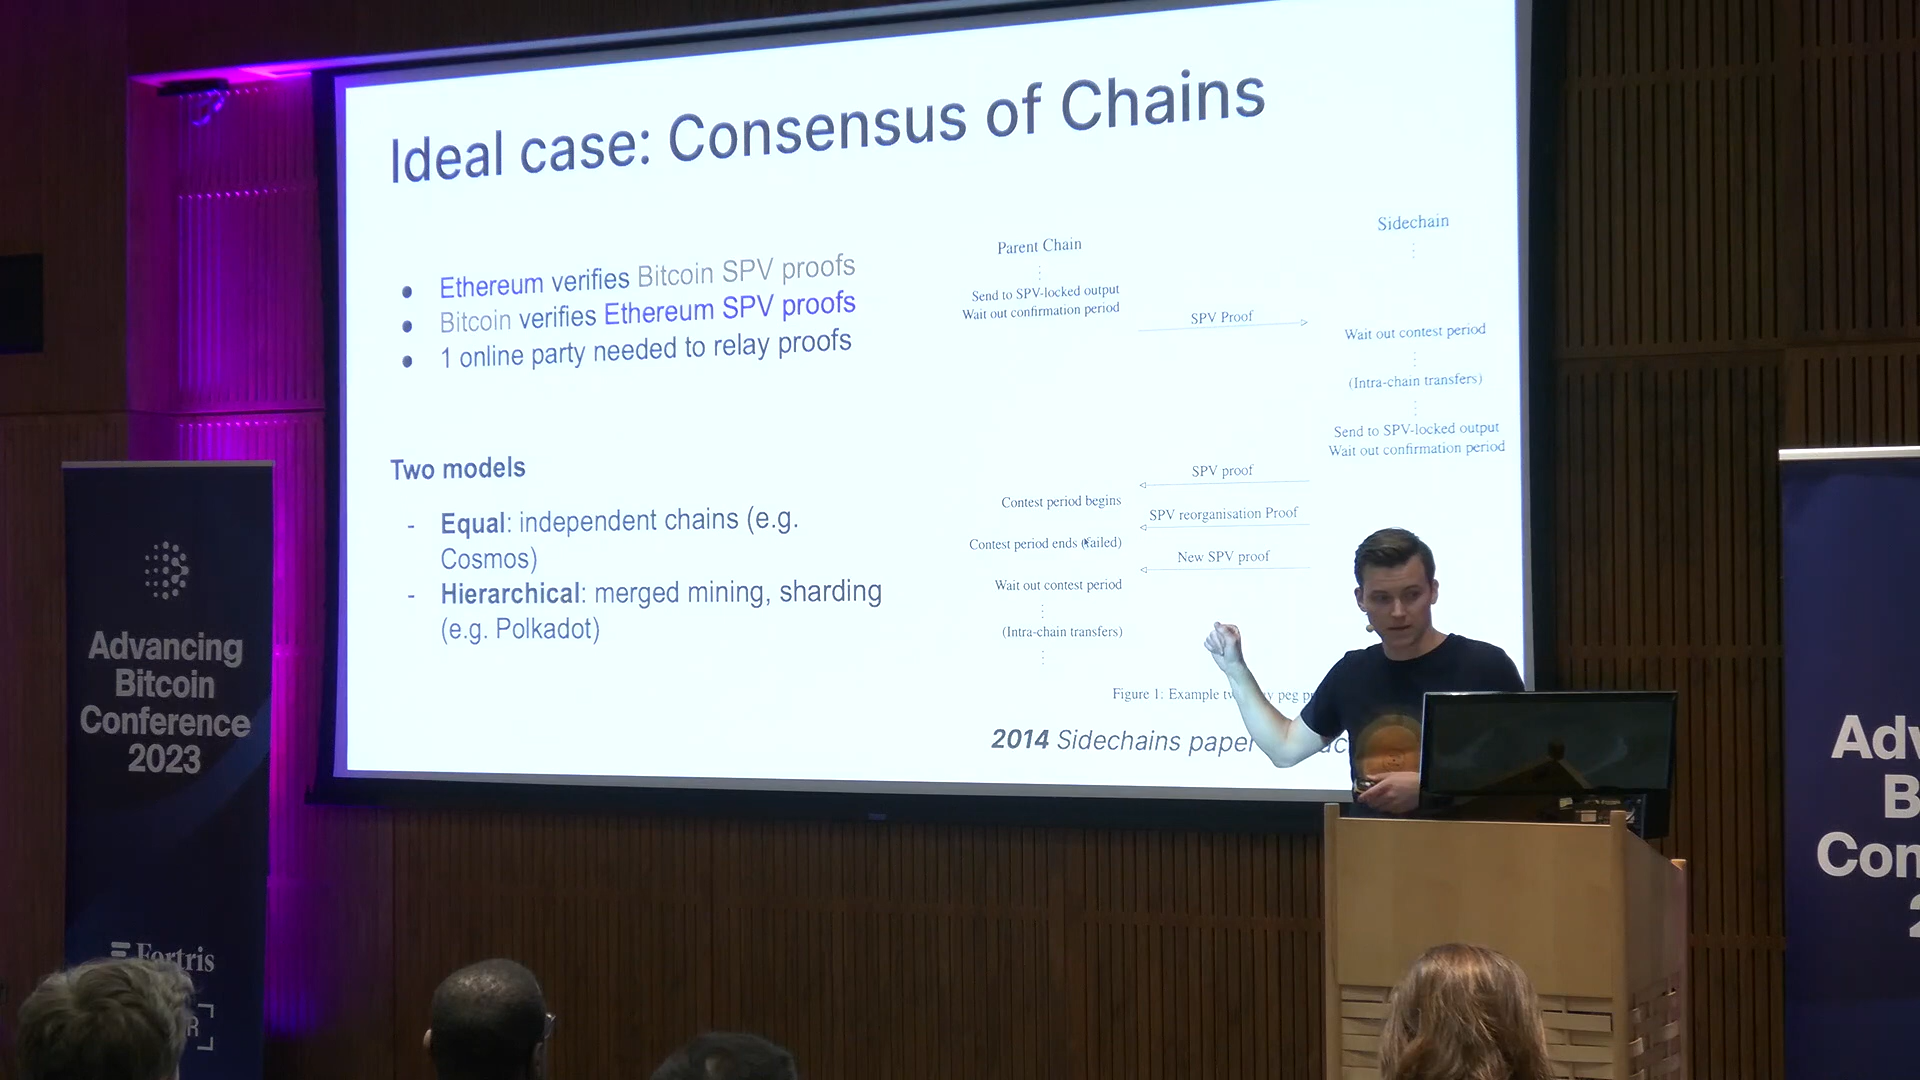 Ideal case: Consensus of Chains
Ethereum verifies Bitcoin SPV proofs
Bitcoin verifies Ethereum SPV proofs
1 online party needed to relay proofs
Two models
- Equal: independent chains (e.g.
Cosmos)
- Hierarchical: merged mining, sharding
(e.g. Polkadot)
Parent Chain
Sidechain
Send to SPV-locked output
Wait out confirmation period
SPV Proof
Wait out contest period
(Intra-chain transfers)
Send to SPV-locked output
Wait out confirmation period
SPV proof
Contest period begins
SPV reorganisation Proof
Contest period ends (failed)
New SPV proof
Wait out contest period
(Intra-chain transfers)
Figure 1: Example peg
2014 Sidechains paper
Advancing
Bitcoin
Conference
2023
Fortris
R
Adv
B
Con
2